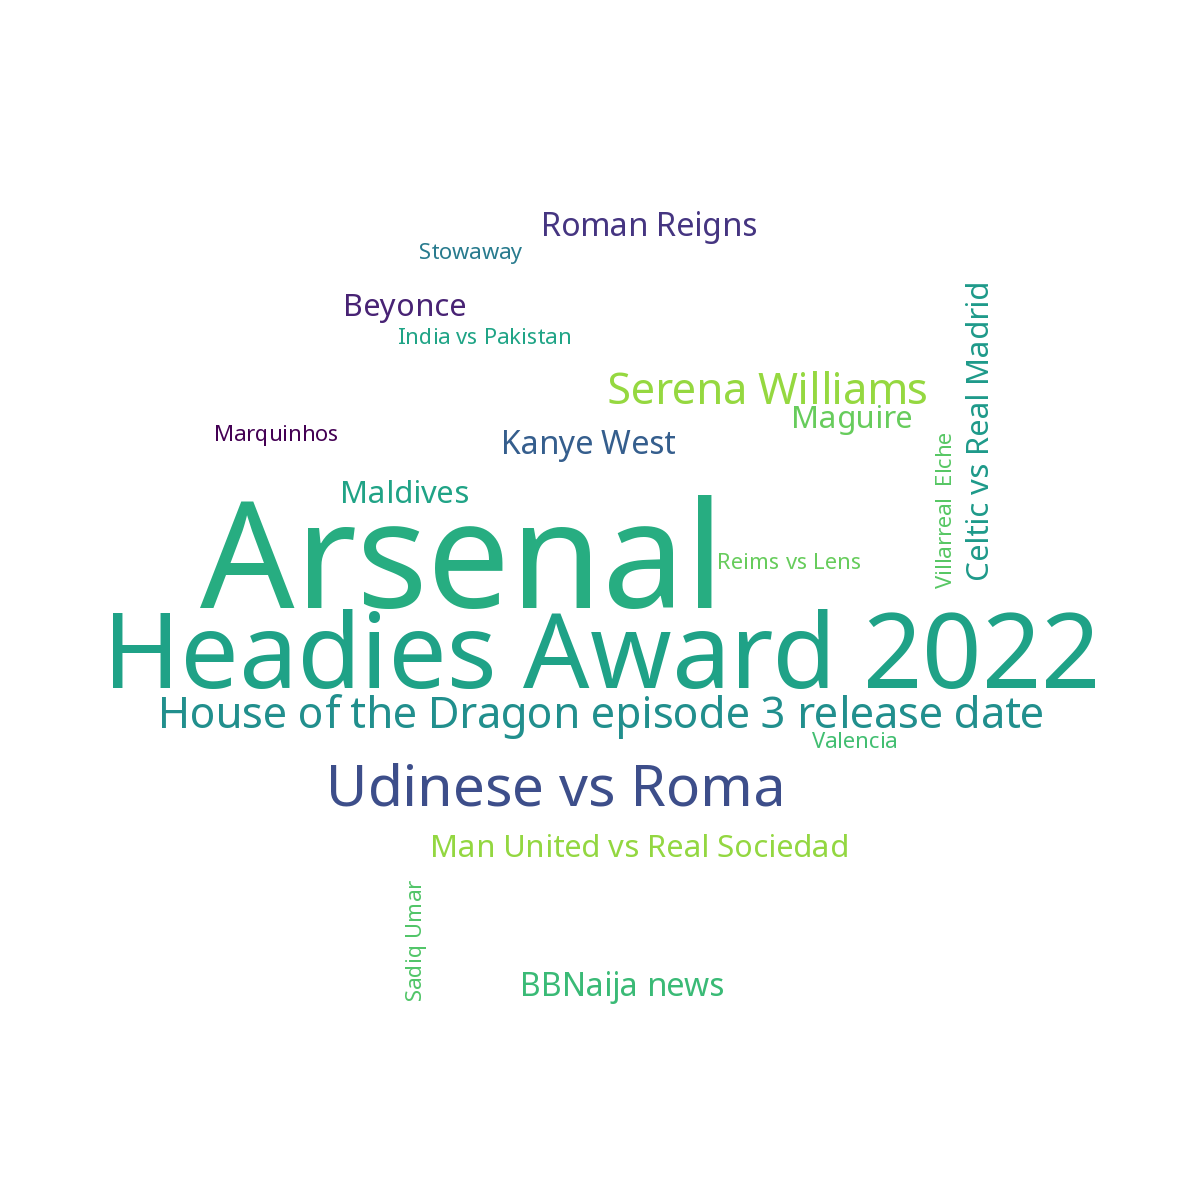 Roman Reigns
Stowaway
Beyonce
India vs Pakistan
Celtic vs Real Madrid
Serena Williams
Maguire
Marquinhos
Kanye West
Villarreal Elche
Maldives
Arsenal
Reims vs Lens
Headies Award 2022
House of the Dragon episode 3 release date
Valencia
Udinese vs Roma
Man United vs Real Sociedad
Sadiq Umar
BBNaija news